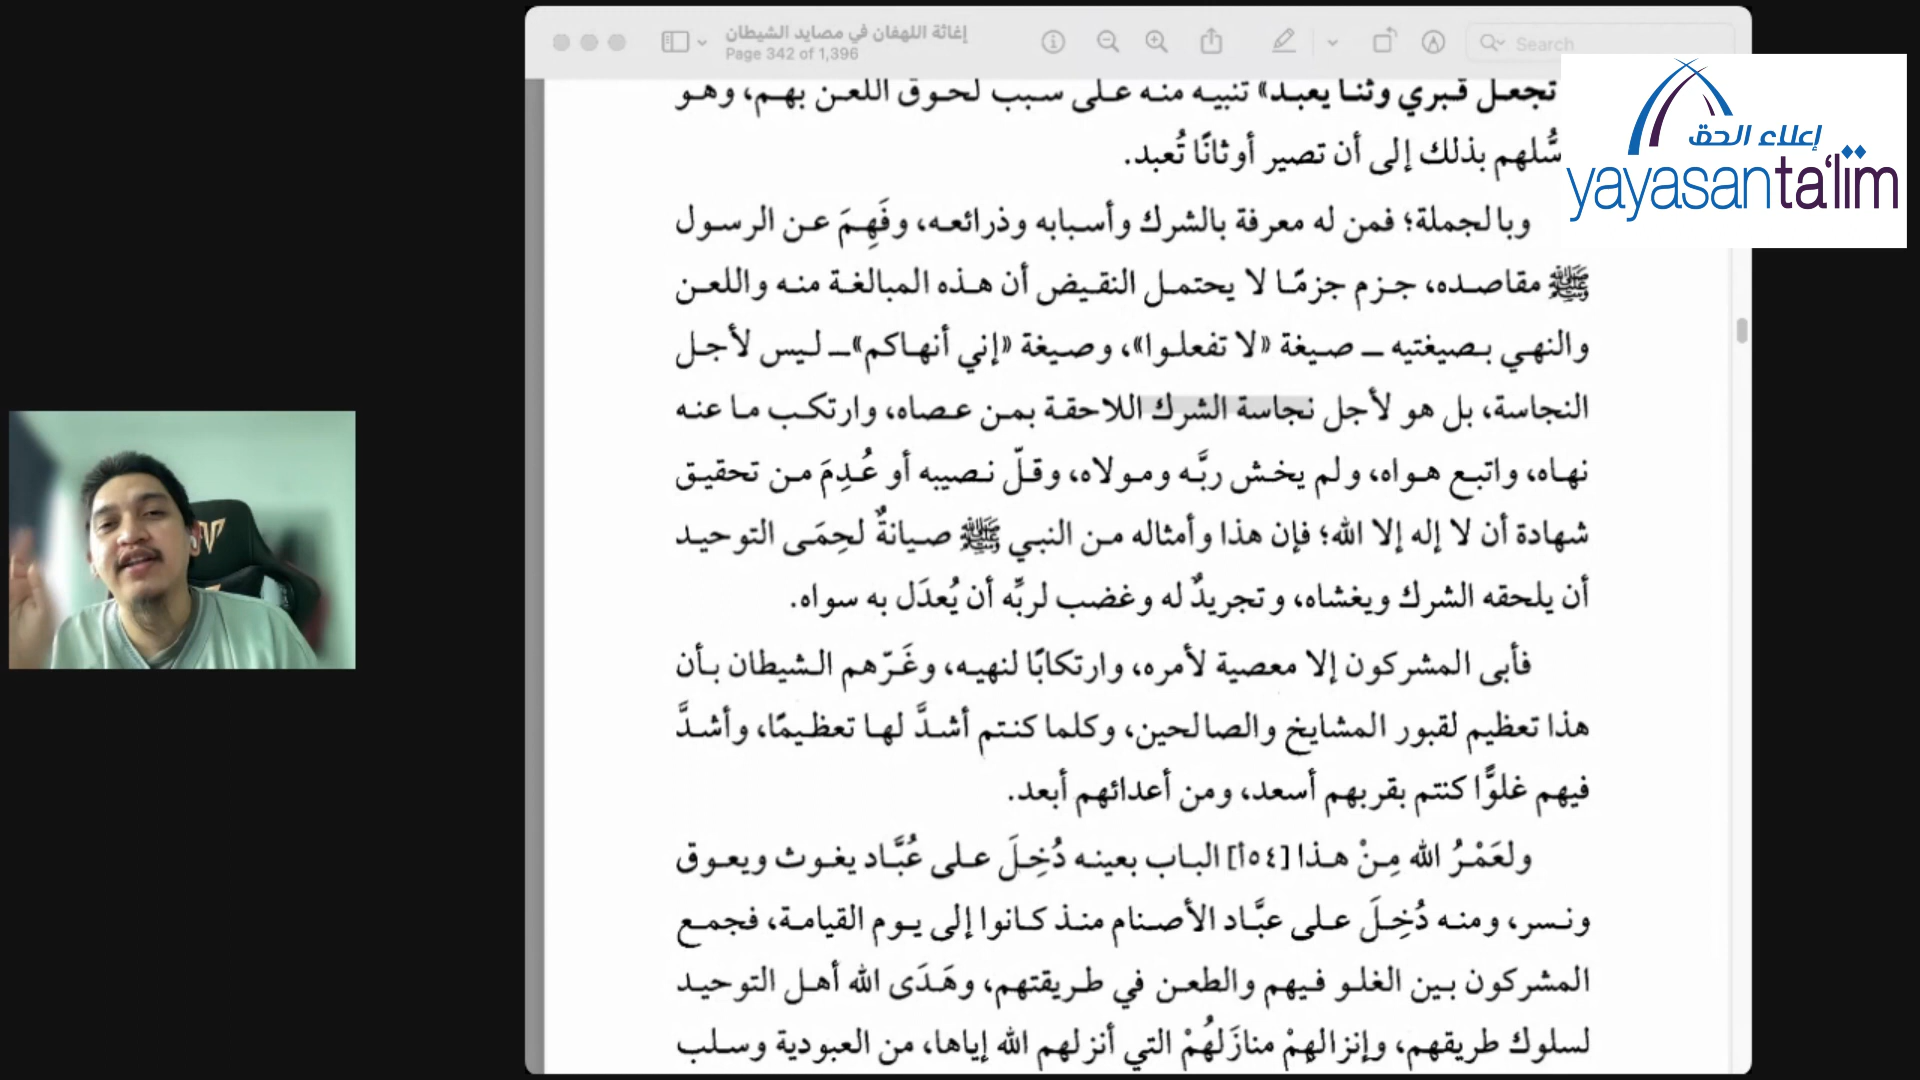 إغاثة اللهفان في مصايد الشيطان
Page 342 of 1,396
Search
إعلاء الحق
yayasanta'lim
تجعل قبري وثنا يعبد» تنبيه منه على سبب لحوق اللعن بهم، وهو
سُّلهم بذلك إلى أن تصير أوثانًا تُعبد.
وبالجملة؛ فمن له معرفة بالشرك وأسبابه وذرائعه، وفَهِمَ عن الرسول
ﷺ مقاصده، جزم جزمًا لا يحتمل النقيض أن هذه المبالغة منه واللعن
والنهي بصيغتيه ــ صيغة «لا تفعلوا»، وصيغة «إني أنهاكم»ــ ليس لأجل
النجاسة، بل هو لأجل نجاسة الشرك اللاحقة بمن عصاه، وارتكب ما عنه
نهاه، واتبع هواه، ولم يخش ربَّه ومولاه، وقلّ نصيبه أو عُدِمَ من تحقيق
شهادة أن لا إله إلا الله؛ فإن هذا وأمثاله من النبي ﷺ صيانةٌ لحِمَى التوحيد
أن يلحقه الشرك ويغشاه، وتجريدٌ له وغضب لربِّه أن يُعدَل به سواه.
فأبى المشركون إلا معصية لأمره، وارتكابًا لنهيه، وغَرّهم الشيطان بأن
هذا تعظيم لقبور المشايخ والصالحين، وكلما كنتم أشدَّ لها تعظيمًا، وأشدَّ
فيهم غلوًّا كنتم بقربهم أسعد، ومن أعدائهم أبعد.
ولعَمْرُ الله مِنْ هذا [٥٤أ] الباب بعينه دُخِلَ على عُبَّاد يغوث ويعوق
ونسر، ومنه دُخِلَ على عبَّاد الأصنام منذ كانوا إلى يوم القيامة، فجمع
المشركون بين الغلو فيهم والطعن في طريقتهم، وهَدَى الله أهل التوحيد
لسلوك طريقهم، وإنزالهِمْ منازَلهُمْ التي أنزلهم الله إياها، من العبودية وسلب